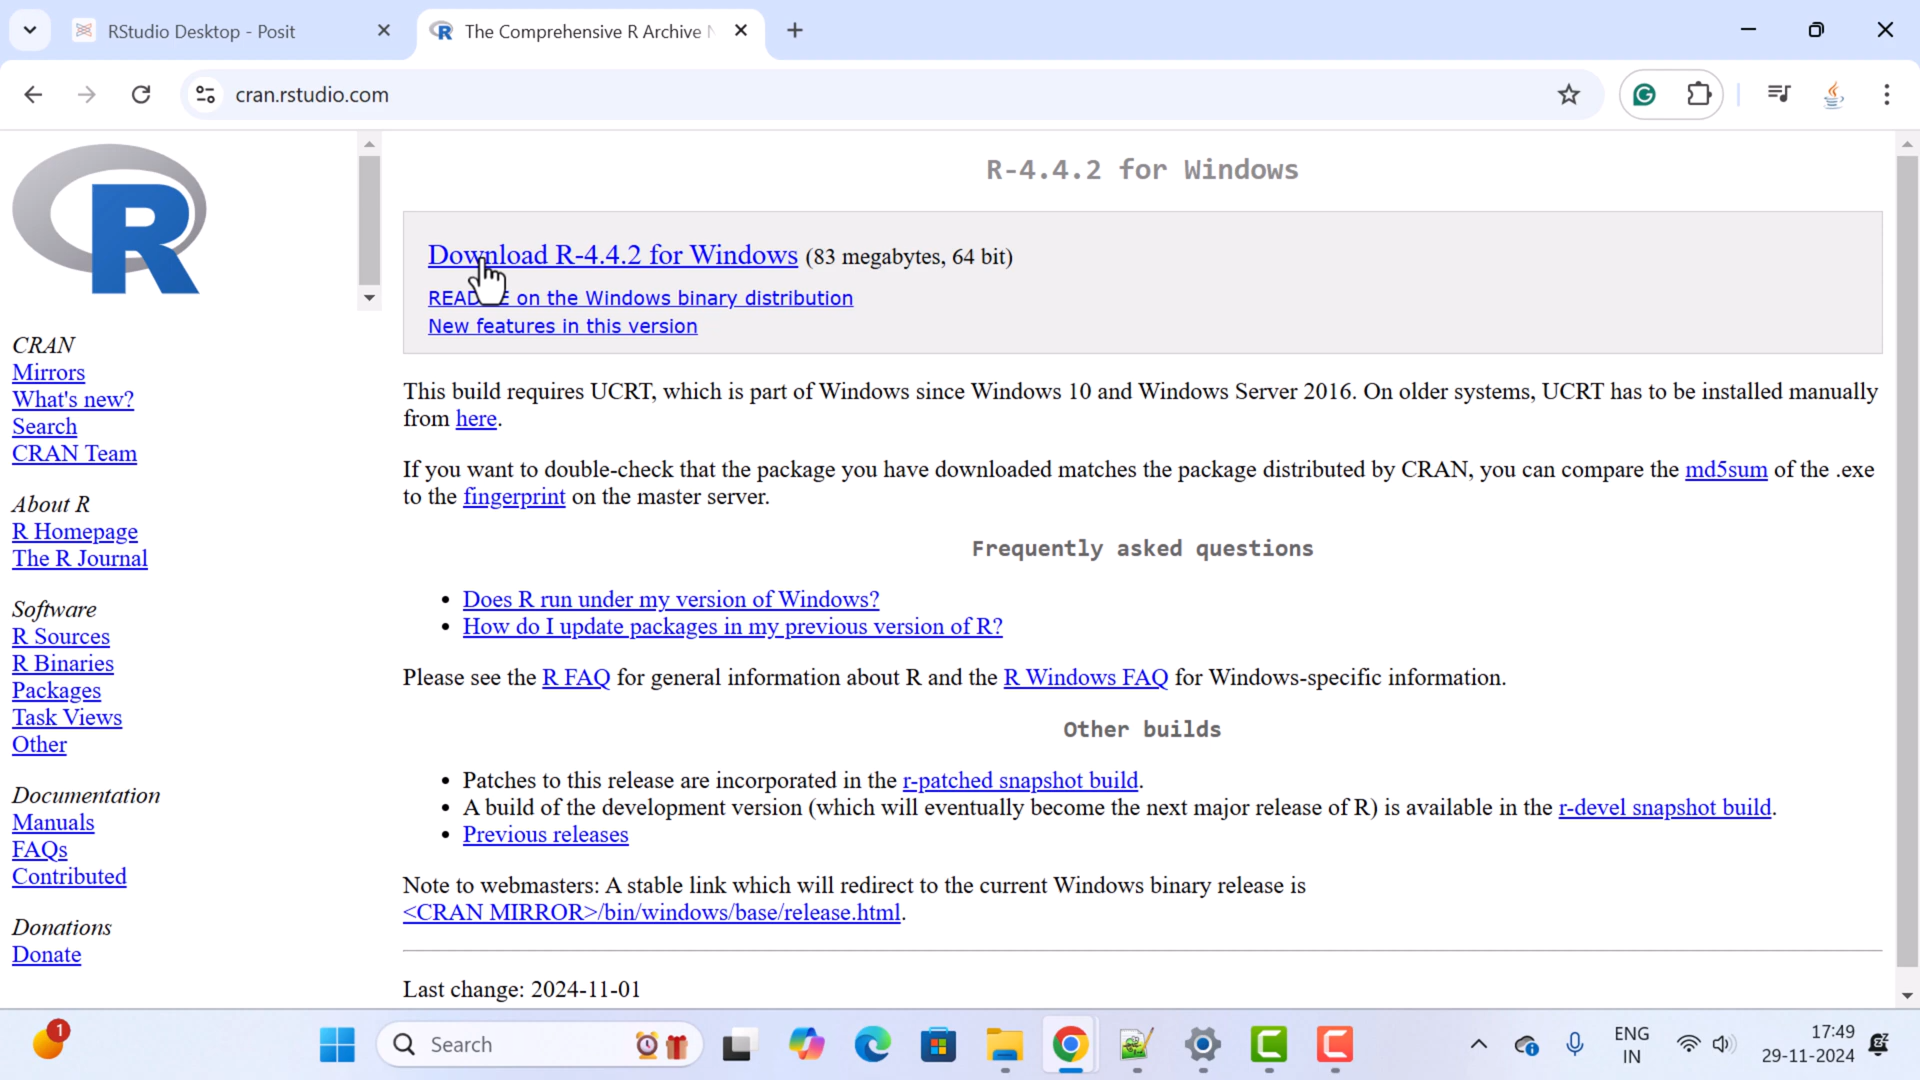 RStudio Desktop - Posit
The Comprehensive R Archive N
cran.rstudio.com
R
CRAN
Mirrors
What's new?
Search
CRAN Team
About R
R Homepage
The R Journal
Software
R Sources
R Binaries
Packages
Task Views
Other
Documentation
Manuals
FAQs
Contributed
Donations
Donate
R-4.4.2 for Windows
Download R-4.4.2 for Windows (83 megabytes, 64 bit)
README on the Windows binary distribution
New features in this version
This build requires UCRT, which is part of Windows since Windows 10 and Windows Server 2016. On older systems, UCRT has to be installed manually
from here.
If you want to double-check that the package you have downloaded matches the package distributed by CRAN, you can compare the md5sum of the .exe
to the fingerprint on the master server.
Frequently asked questions
• Does R run under my version of Windows?
• How do I update packages in my previous version of R?
Please see the R FAQ for general information about R and the R Windows FAQ for Windows-specific information.
Other builds
• Patches to this release are incorporated in the r-patched snapshot build.
• A build of the development version (which will eventually become the next major release of R) is available in the r-devel snapshot build.
• Previous releases
Note to webmasters: A stable link which will redirect to the current Windows binary release is
<CRAN MIRROR>/bin/windows/base/release.html.
Last change: 2024-11-01
1
Search
ENG
IN
17:49
29-11-2024